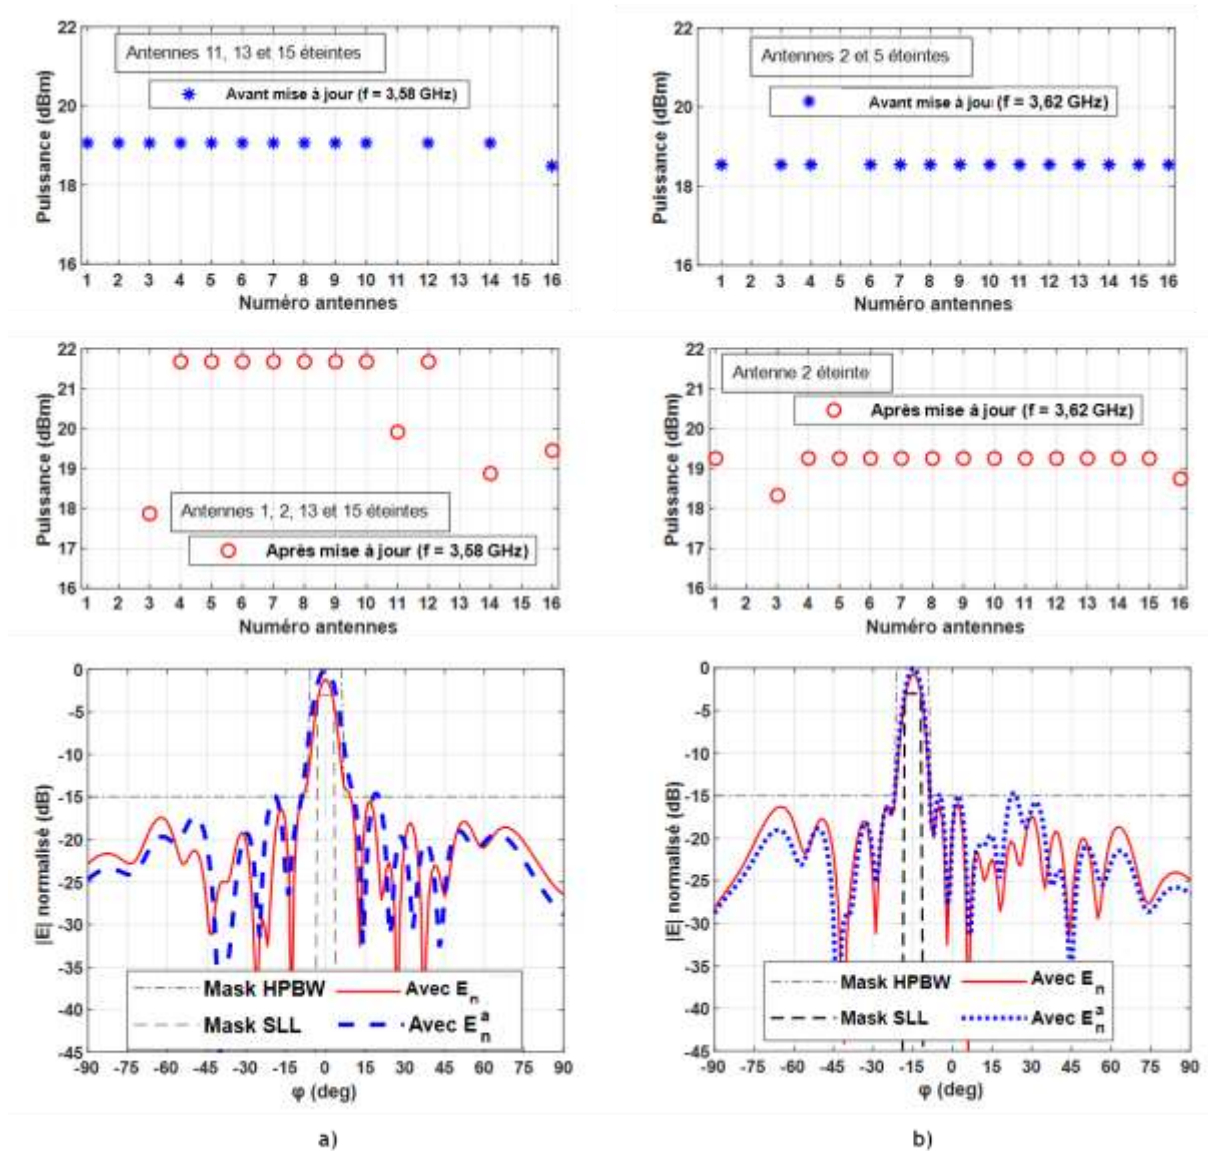 22
21
20
19
18
17
16
Puissance (dBm)
Antennes 11, 13 et 15 éteintes
Avant mise à jour (f = 3,58 GHz)
1 2 3 4 5 6 7 8 9 10 11 12 13 14 15 16
Numéro antennes
22
21
20
19
18
17
16
Puissance (dBm)
Antennes 2 et 5 éteintes
Avant mise à jou (f = 3,62 GHz)
1 2 3 4 5 6 7 8 9 10 11 12 13 14 15 16
Numéro antennes
22
21
20
19
18
17
16
Puissance (dBm)
Antennes 1, 2, 13 et 15 éteintes
Après mise à jour (f = 3,58 GHz)
1 2 3 4 5 6 7 8 9 10 11 12 13 14 15 16
Numéro antennes
22
21
20
19
18
17
16
Puissance (dBm)
Antenne 2 éteinte
Après mise à jour (f = 3,62 GHz)
1 2 3 4 5 6 7 8 9 10 11 12 13 14 15 16
Numéro antennes
0
-5
-10
-15
-20
-25
-30
-35
-40
-45
|E| normalisé (dB)
Mask HPBW Avec E_n
Mask SLL Avec E_n^a
-90 -75 -60 -45 -30 -15 0 15 30 45 60 75 90
φ (deg)
0
-5
-10
-15
-20
-25
-30
-35
-40
-45
|E| normalisé (dB)
Mask HPBW Avec E_n
Mask SLL Avec E_n^a
-90 -75 -60 -45 -30 -15 0 15 30 45 60 75 90
φ (deg)
a) b)